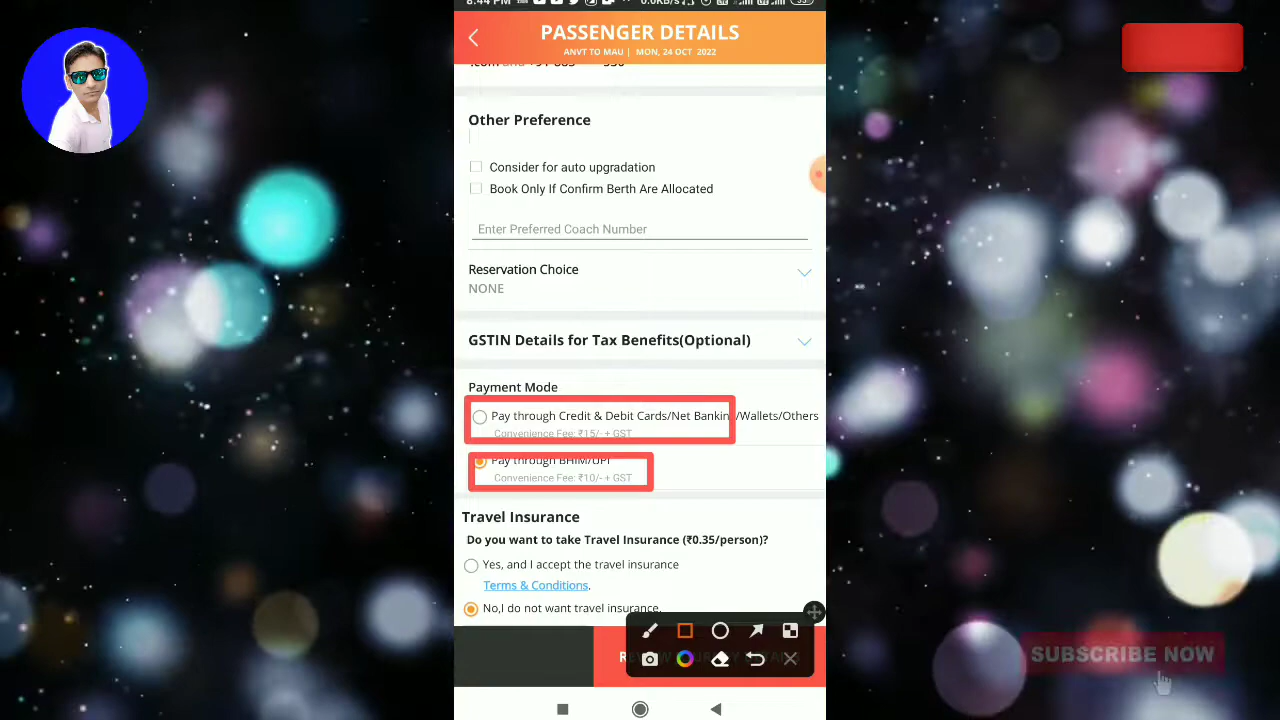 8:44 PM
PASSENGER DETAILS
ANVT TO MAU | MON, 24 OCT 2022
Other Preference
Consider for auto upgradation
Book Only If Confirm Berth Are Allocated
Enter Preferred Coach Number
Reservation Choice
NONE
GSTIN Details for Tax Benefits(Optional)
Payment Mode
Pay through Credit & Debit Cards/Net Banking/Wallets/Others
Convenience Fee: ₹15/- + GST
Pay through BHIM/UPI
Convenience Fee: ₹10/- + GST
Travel Insurance
Do you want to take Travel Insurance (₹0.35/person)?
Yes, and I accept the travel insurance
Terms & Conditions.
No,I do not want travel insurance.
SUBSCRIBE NOW